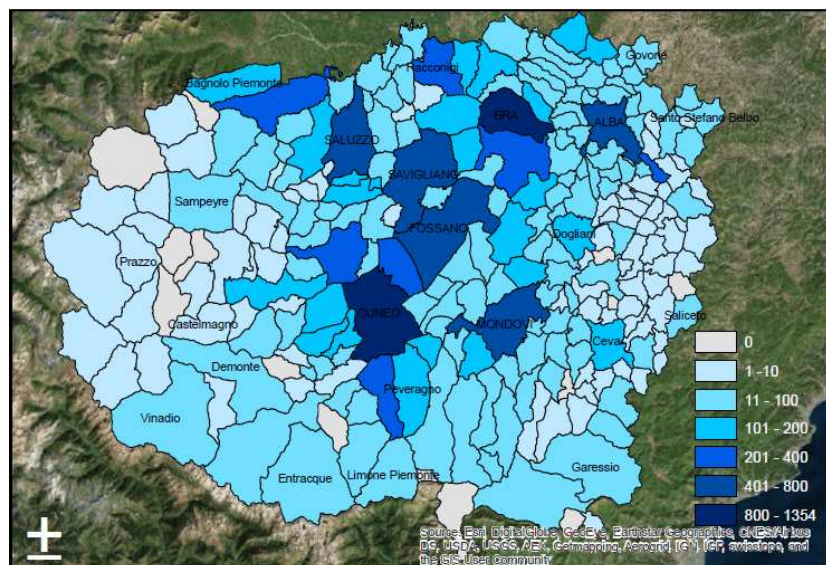 Govone
Racconigi
Bagnolo Piemonte
BRA
ALBA
Santo Stefano Belbo
SALUZZO
SAVIGLIANO
Sampeyre
FOSSANO
Dogliani
Prazzo
Saliceto
CUNEO
Castelmagno
MONDOVI
Ceva
Demonte
Peveragno
Vinadio
Garessio
Entracque
Limone Piemonte
0
1 - 10
11 - 100
101 - 200
201 - 400
401 - 800
800 - 1354
±
Source: Esri, DigitalGlobe, GeoEye, Earthstar Geographics, CNES/Airbus
DS, USDA, USGS, AEX, Getmapping, Aerogrid, IGN, IGP, swisstopo, and
the GIS User Community